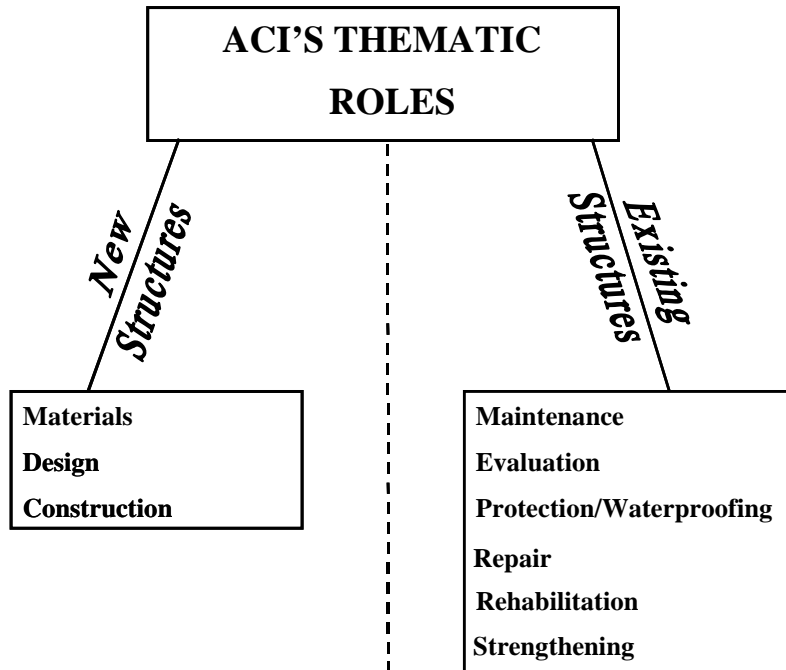 ACI’S THEMATIC
ROLES
New
Structures
Existing
Structures
Materials
Design
Construction
Maintenance
Evaluation
Protection/Waterproofing
Repair
Rehabilitation
Strengthening